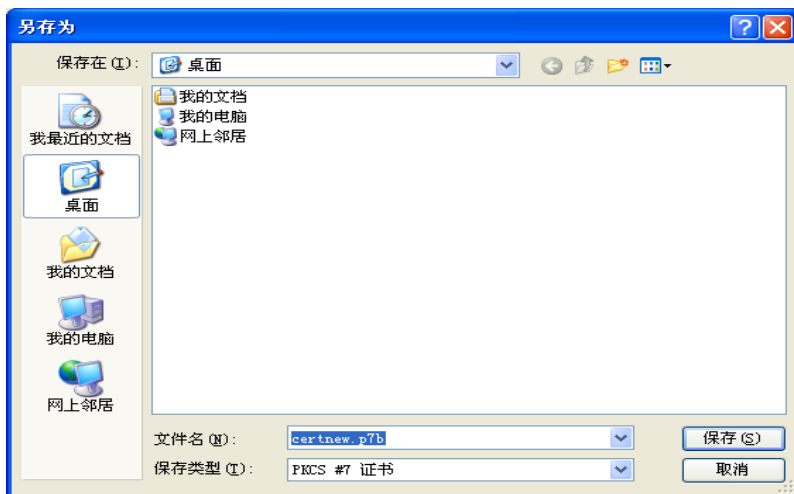 另存为
保存在(I):
桌面
我最近的文档
桌面
我的文档
我的电脑
网上邻居
我的文档
我的电脑
网上邻居
文件名(N):
certnew.p7b
保存(S)
保存类型(T):
PKCS #7 证书
取消